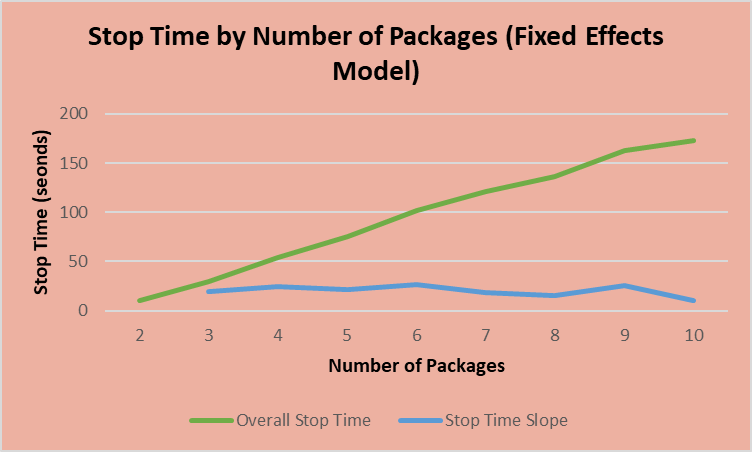 Stop Time by Number of Packages (Fixed Effects
Model)
200
150
100
50
0
Stop Time (seonds)
2 3 4 5 6 7 8 9 10
Number of Packages
Overall Stop Time Stop Time Slope